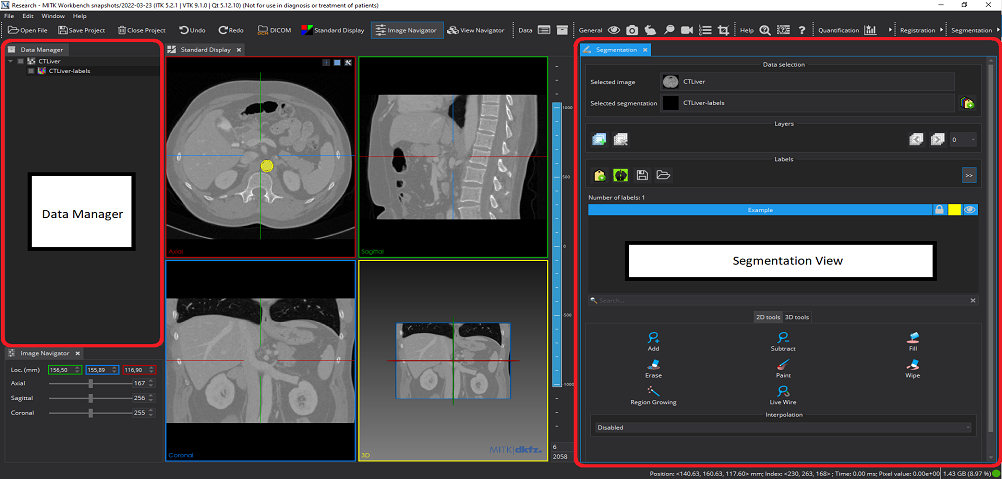 Research - MITK Workbench snapshots/2022-03-23 (ITK 5.2.1 | VTK 9.1.0 | Qt 5.12.10) (Not for use in diagnosis or treatment of patients)
File Edit Window Help
Open File Save Project Close Project Undo Redo DICOM Standard Display Image Navigator View Navigator Data General Help Quantification Registration Segmentation
Data Manager
CTLiver
CTLiver-labels
Data Manager
Image Navigator
Loc. (mm) 156,50 155,89 116,90
Axial 167
Sagittal 256
Coronal 255
Standard Display
Axial
Sagittal
Coronal
3D
MITK dkfz.
1000
500
0
-500
-1000
6
2058
Segmentation
Data selection
Selected image CTLiver
Selected segmentation CTLiver-labels
Layers
0
Labels
>>
Number of labels: 1
Example
Segmentation View
Search...
2D tools 3D tools
Add Subtract Fill
Erase Paint Wipe
Region Growing Live Wire
Interpolation
Disabled
Position: <140.63, 160.63, 117.60> mm; Index: <230, 263, 168> ; Time: 0.00 ms; Pixel value: 0.00e+00 1.43 GB (8.97 %)